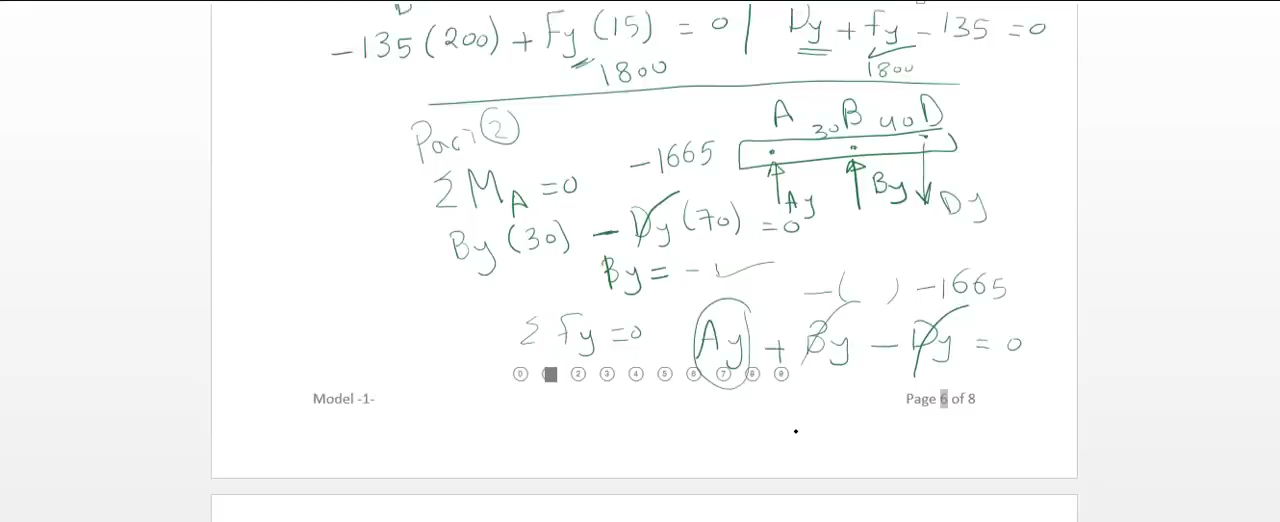 -135(200) + Fy(15) = 0 | Dy + fy - 135 = 0
1800 1800
Part ②
A 30 B 40 D
-1665
ΣM_A = 0
Ay By Dy
By(30) - Dy(70) = 0
By = -
-( ) -1665
Σ Fy = 0 Ay + By - Dy = 0
Model -1- Page 6 of 8